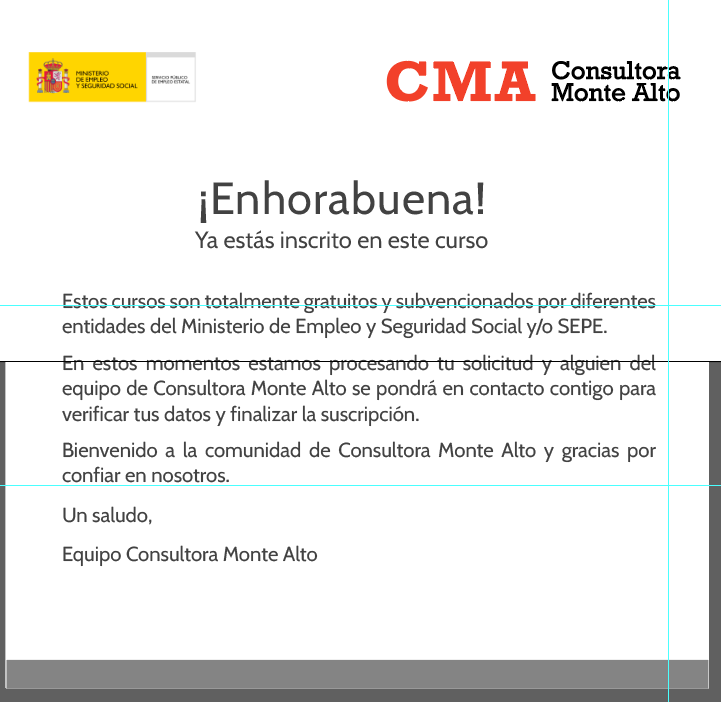 MINISTERIO
DE EMPLEO
Y SEGURIDAD SOCIAL
SERVICIO PÚBLICO
DE EMPLEO ESTATAL
CMA
Consultora
Monte Alto
¡Enhorabuena!
Ya estás inscrito en este curso
Estos cursos son totalmente gratuitos y subvencionados por diferentes
entidades del Ministerio de Empleo y Seguridad Social y/o SEPE.
En estos momentos estamos procesando tu solicitud y alguien del
equipo de Consultora Monte Alto se pondrá en contacto contigo para
verificar tus datos y finalizar la suscripción.
Bienvenido a la comunidad de Consultora Monte Alto y gracias por
confiar en nosotros.
Un saludo,
Equipo Consultora Monte Alto